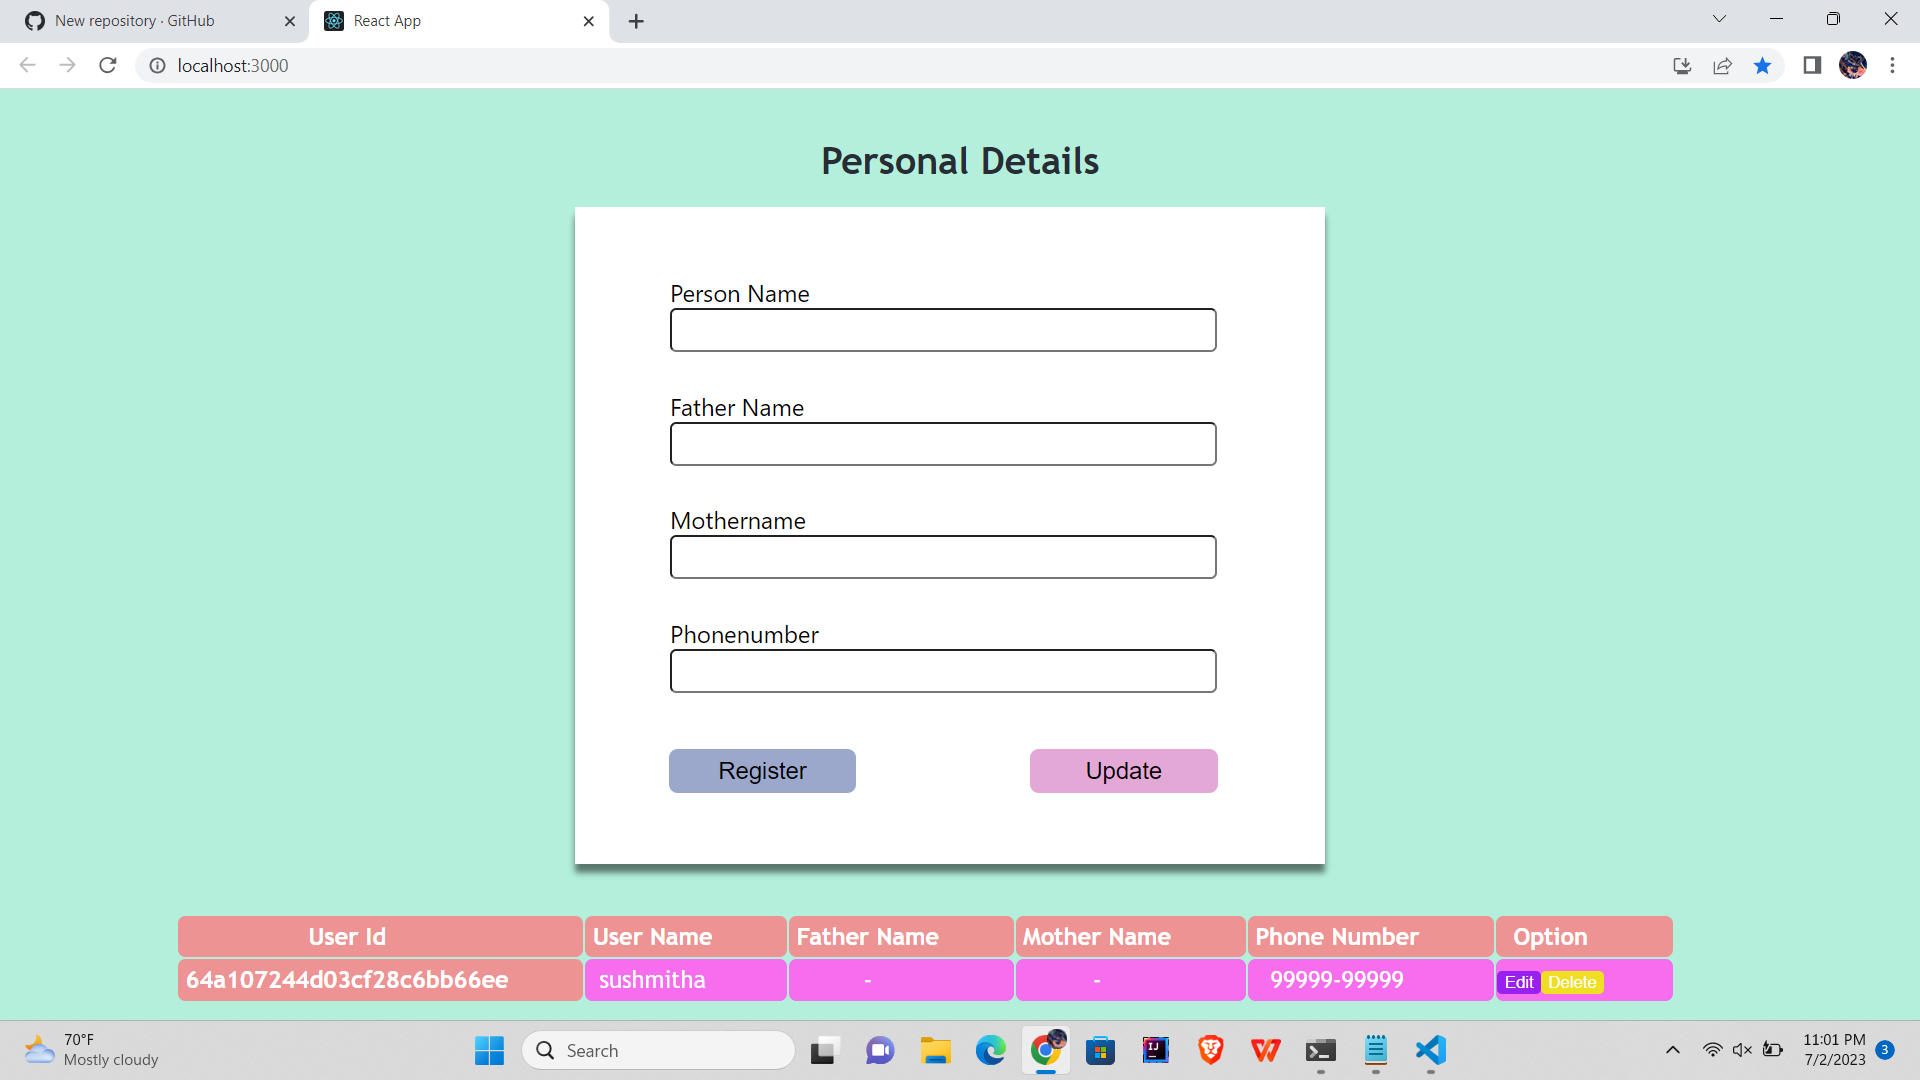 New repository · GitHub
React App
localhost:3000
Personal Details
Person Name
Father Name
Mothername
Phonenumber
Register Update
User Id User Name Father Name Mother Name Phone Number Option
64a107244d03cf28c6bb66ee sushmitha - - 99999-99999 Edit Delete
70°F
Mostly cloudy
Search
IJ
11:01 PM
7/2/2023
3